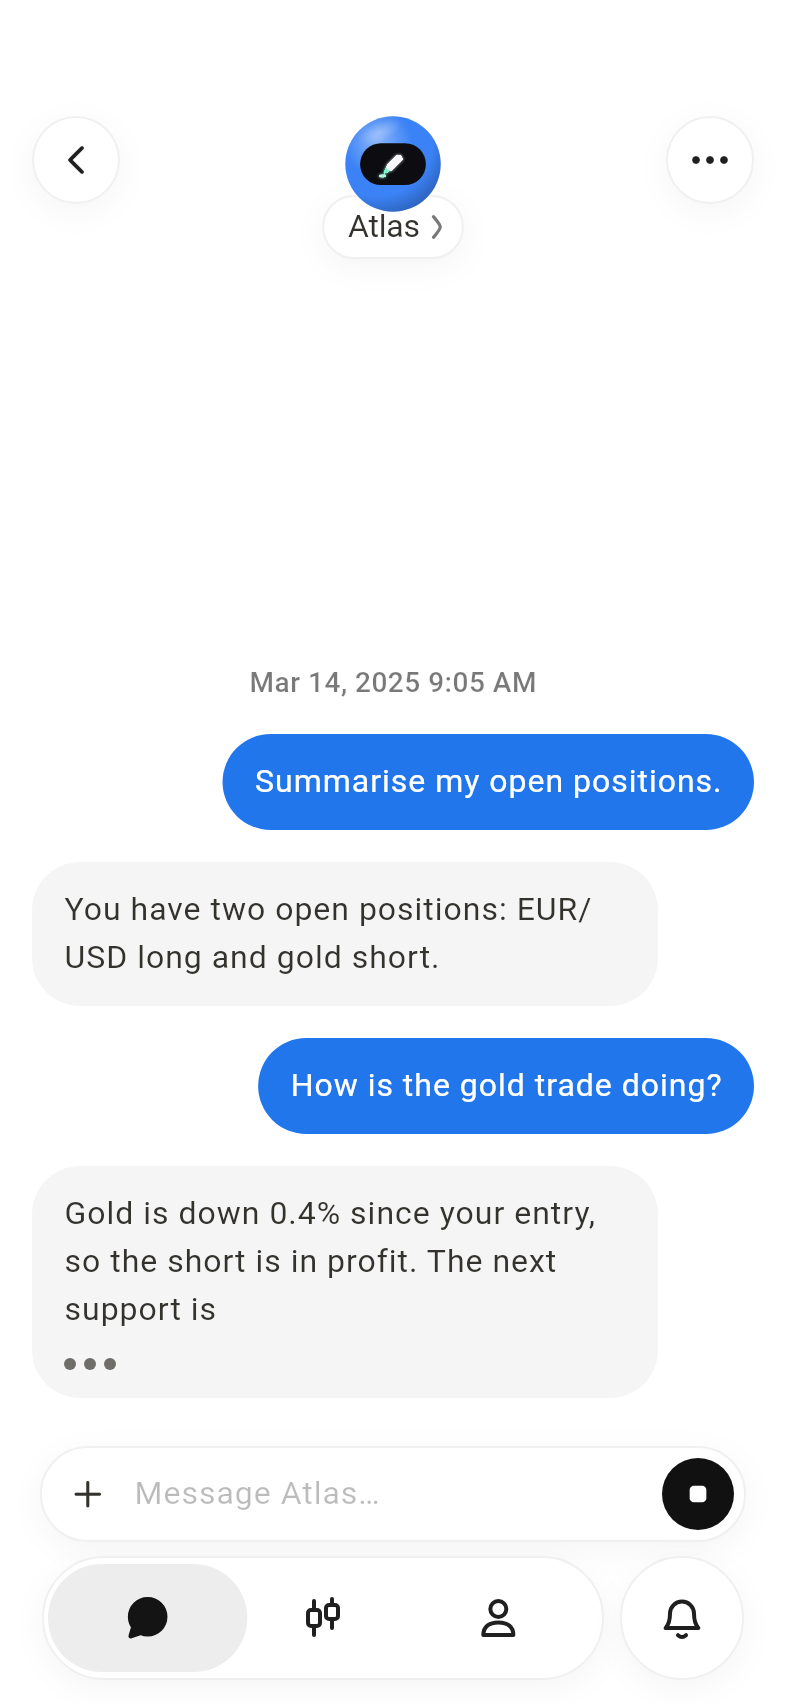 Atlas
Mar 14, 2025 9:05 AM
Summarise my open positions.
You have two open positions: EUR/
USD long and gold short.
How is the gold trade doing?
Gold is down 0.4% since your entry,
so the short is in profit. The next
support is
Message Atlas…